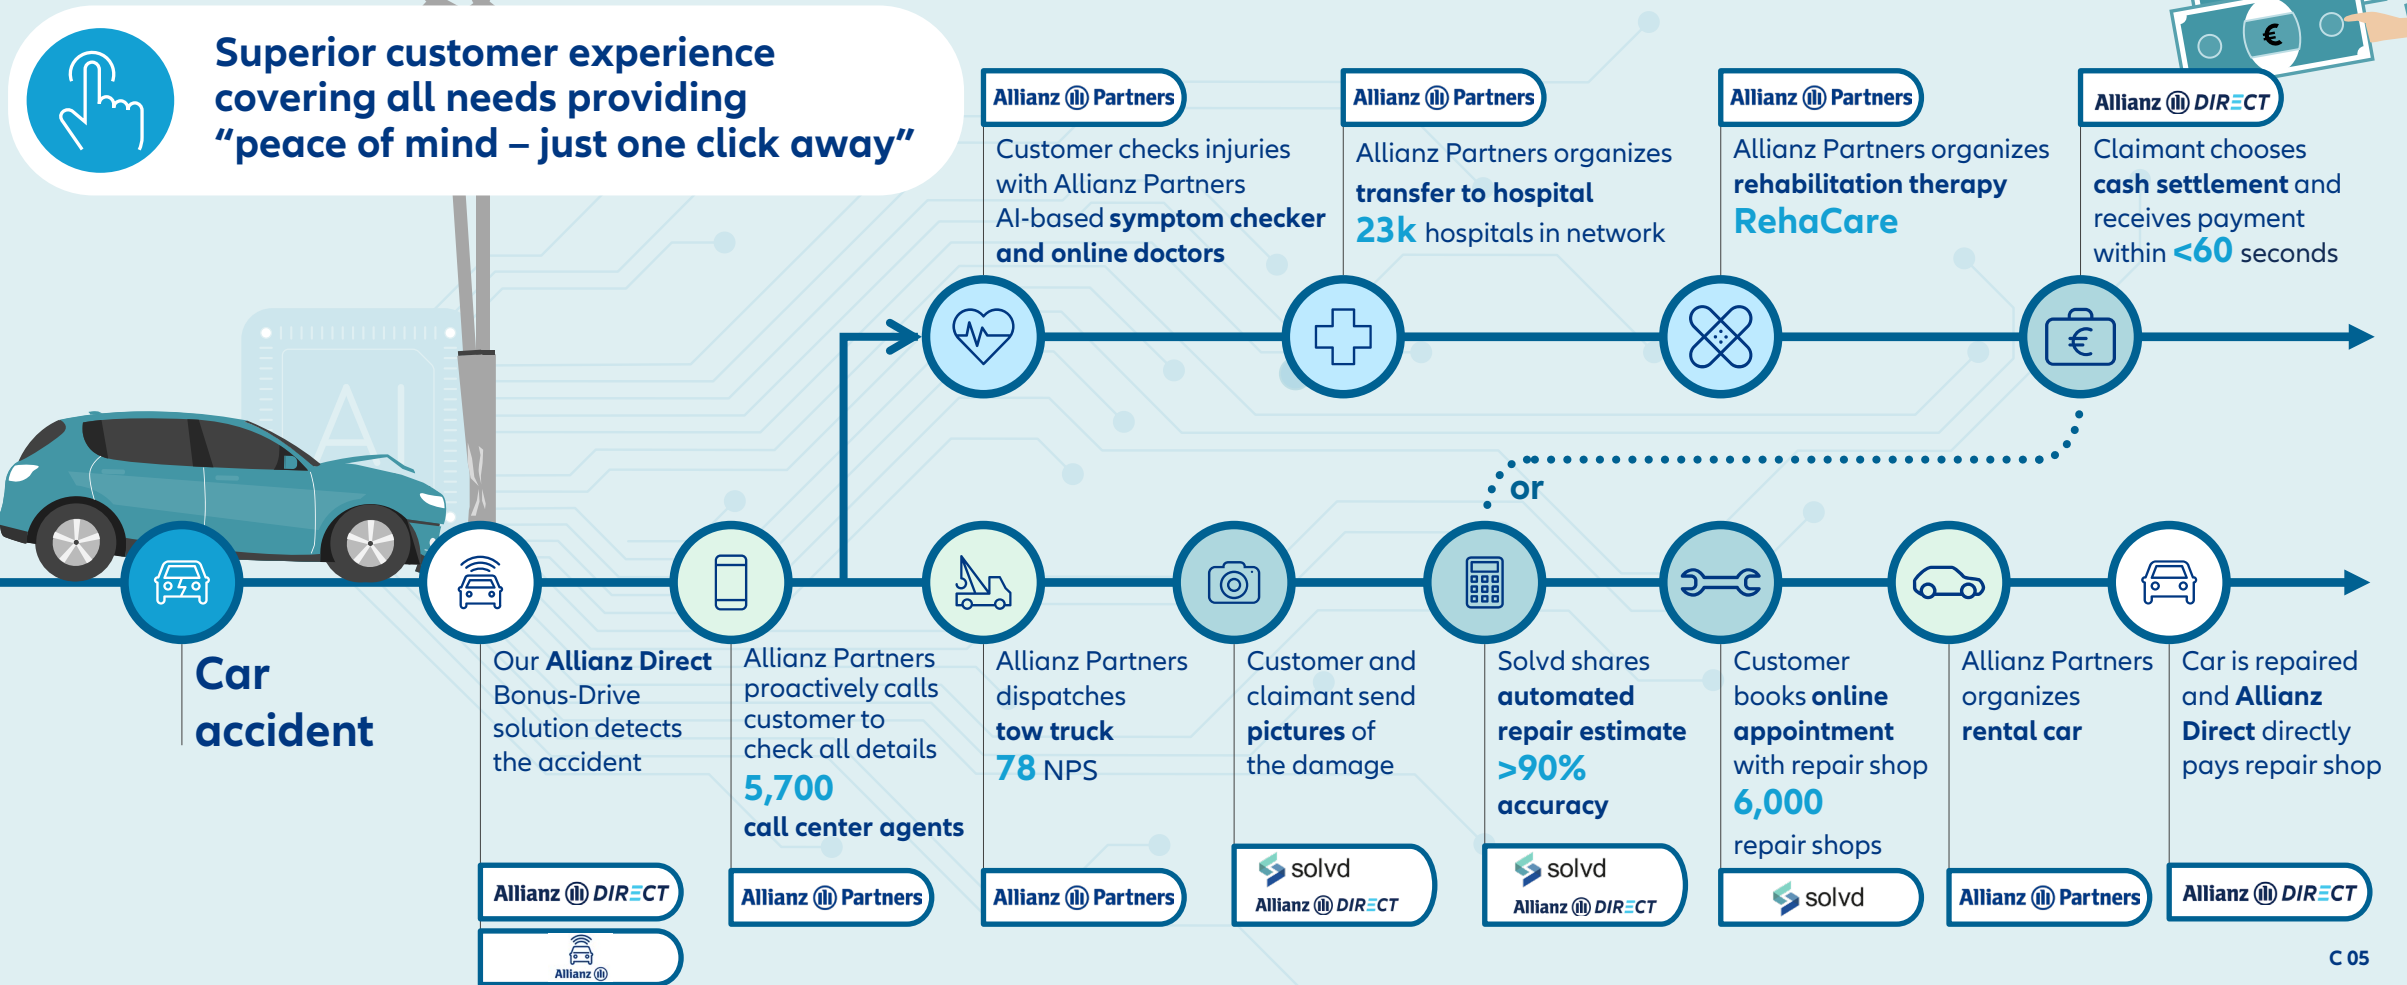 Superior customer experience
covering all needs providing
“peace of mind – just one click away”
Allianz Partners
Customer checks injuries
with Allianz Partners
AI-based symptom checker
and online doctors
Allianz Partners
Allianz Partners organizes
transfer to hospital
23k hospitals in network
Allianz Partners
Allianz Partners organizes
rehabilitation therapy
RehaCare
€
Allianz DIRECT
Claimant chooses
cash settlement and
receives payment
within <60 seconds
€
AI
or
Car
accident
Our Allianz Direct
Bonus-Drive
solution detects
the accident
Allianz DIRECT
Allianz
Allianz Partners
proactively calls
customer to
check all details
5,700
call center agents
Allianz Partners
Allianz Partners
dispatches
tow truck
78 NPS
Allianz Partners
Customer and
claimant send
pictures of
the damage
solvd
Allianz DIRECT
Solvd shares
automated
repair estimate
>90%
accuracy
solvd
Allianz DIRECT
Customer
books online
appointment
with repair shop
6,000
repair shops
solvd
Allianz Partners
organizes
rental car
Allianz Partners
Car is repaired
and Allianz
Direct directly
pays repair shop
Allianz DIRECT
C 05